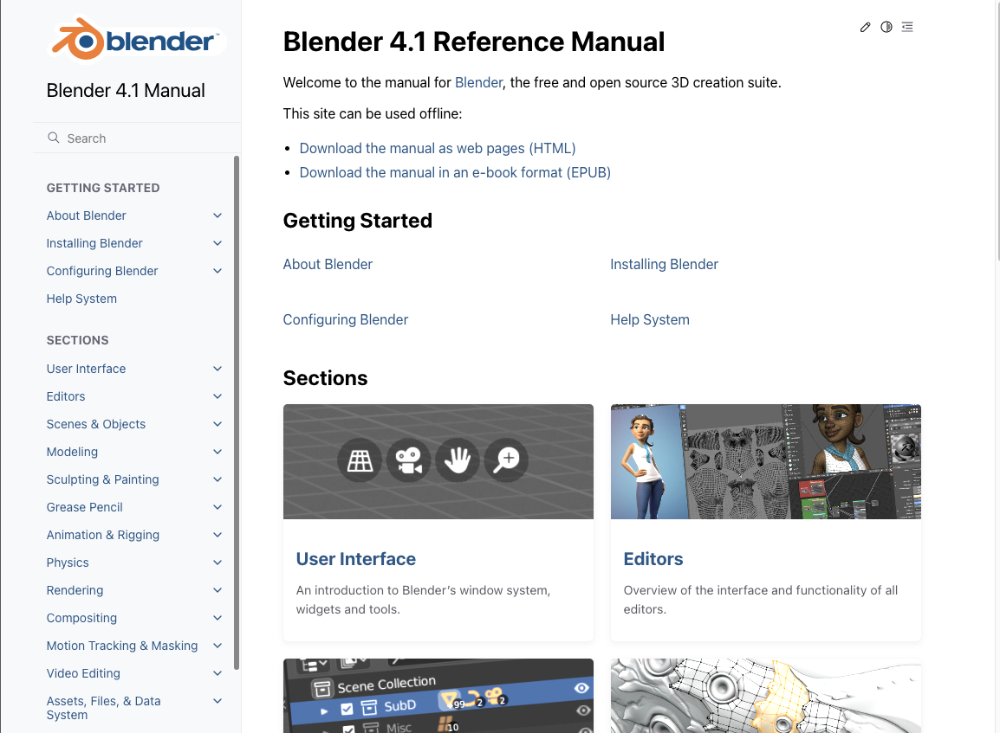 blender™
Blender 4.1 Manual
Search
GETTING STARTED
About Blender
Installing Blender
Configuring Blender
Help System
SECTIONS
User Interface
Editors
Scenes & Objects
Modeling
Sculpting & Painting
Grease Pencil
Animation & Rigging
Physics
Rendering
Compositing
Motion Tracking & Masking
Video Editing
Assets, Files, & Data
System
Blender 4.1 Reference Manual
Welcome to the manual for Blender, the free and open source 3D creation suite.
This site can be used offline:
• Download the manual as web pages (HTML)
• Download the manual in an e-book format (EPUB)
Getting Started
About Blender
Installing Blender
Configuring Blender
Help System
Sections
User Interface
An introduction to Blender's window system,
widgets and tools.
Editors
Overview of the interface and functionality of all
editors.
Scene Collection
SubD 99 2 2
Misc 10